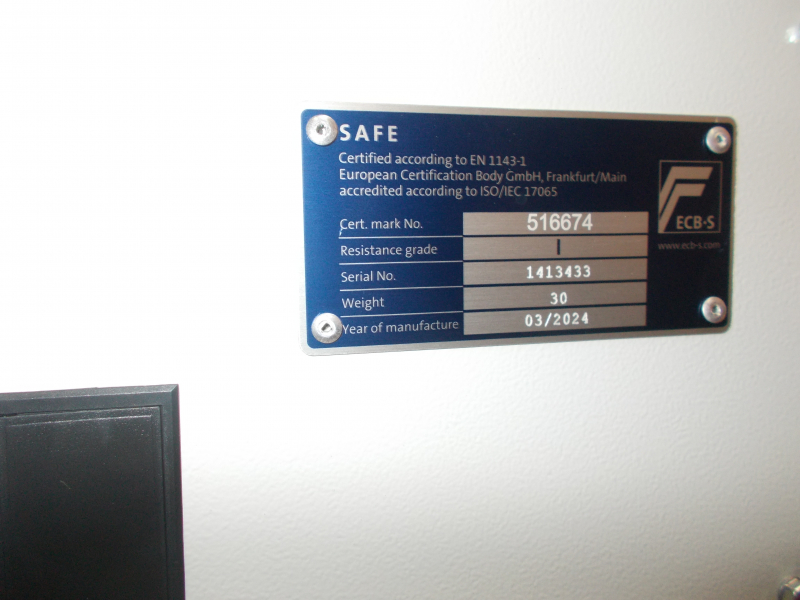 SAFE
Certified according to EN 1143-1
European Certification Body GmbH, Frankfurt/Main
accredited according to ISO/IEC 17065
Cert. mark No. 516674
Resistance grade I
Serial No. 1413433
Weight 30
Year of manufacture 03/2024
ECB·S
www.ecb-s.com